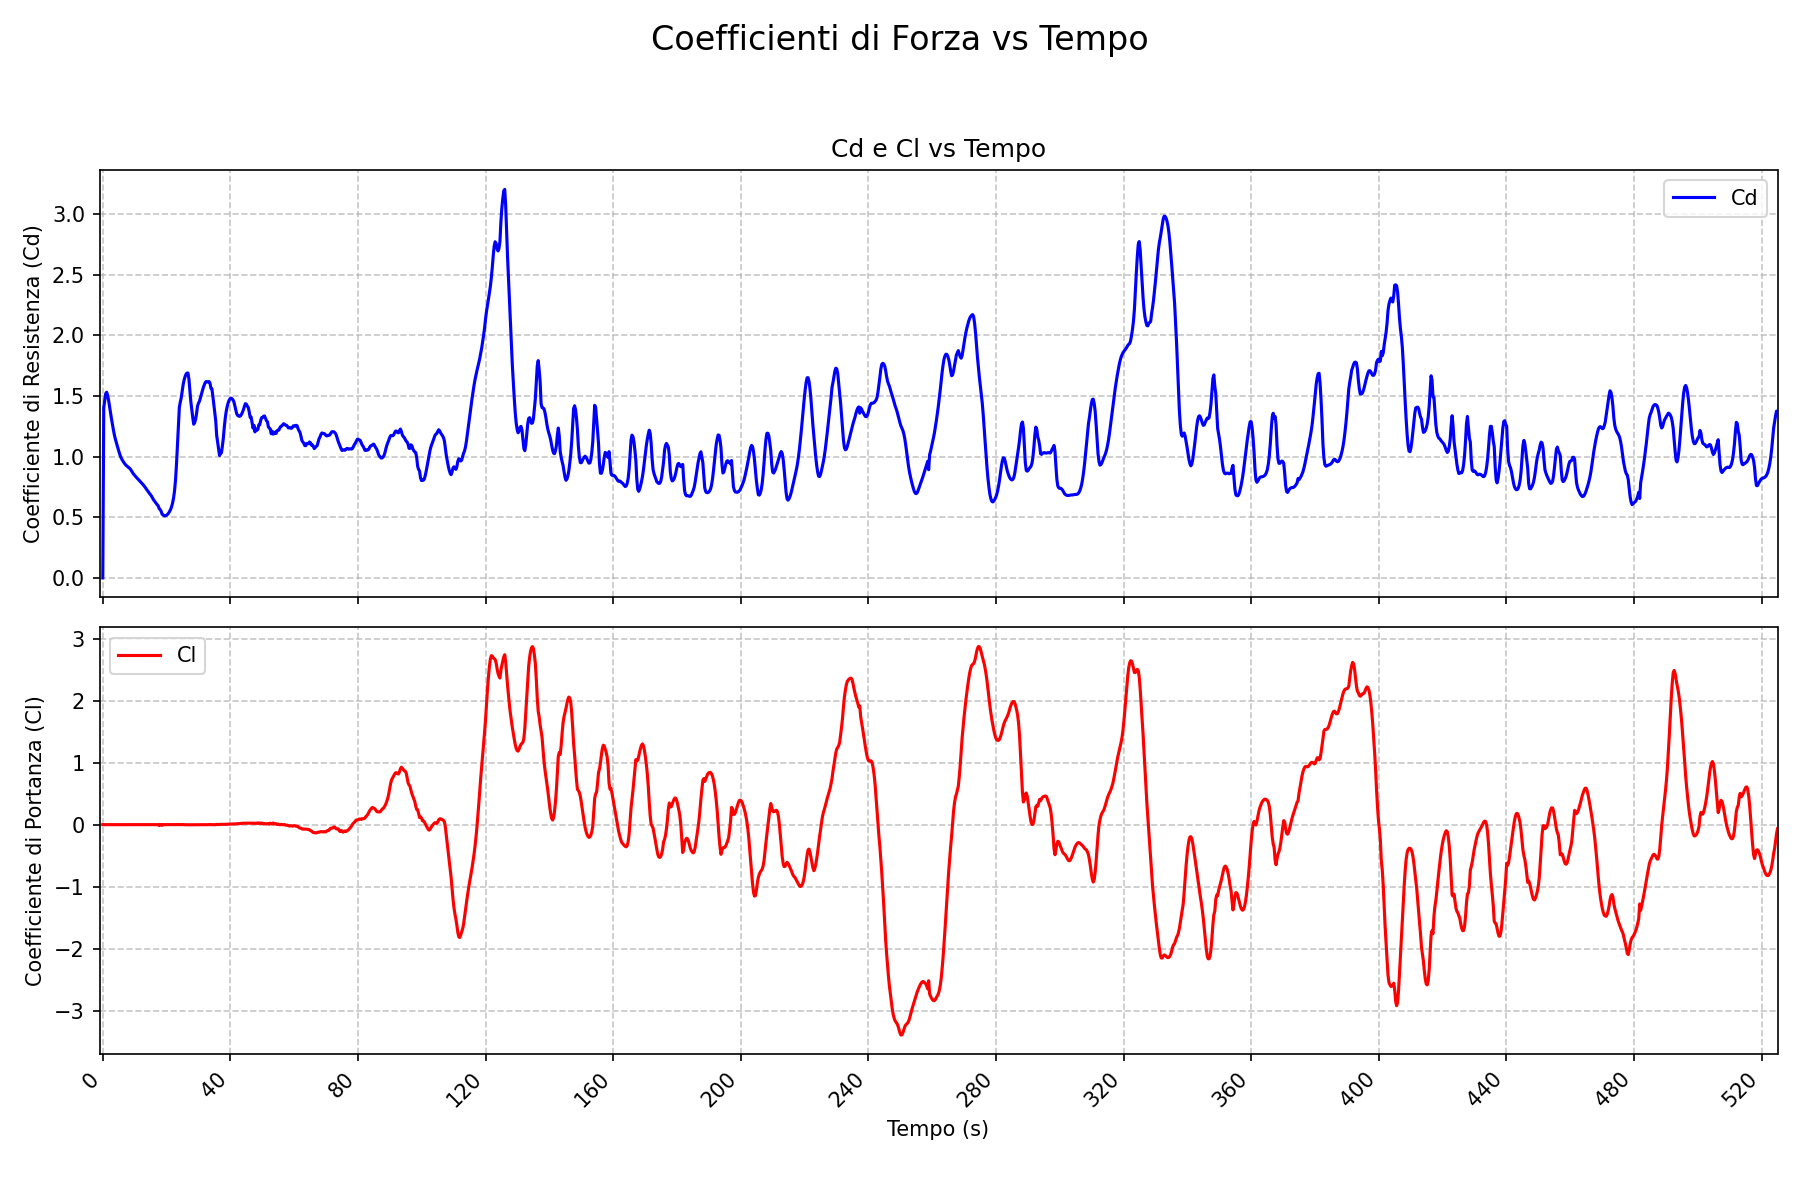 Coefficienti di Forza vs Tempo
Cd e Cl vs Tempo
Coefficiente di Resistenza (Cd)
3.0
2.5
2.0
1.5
1.0
0.5
0.0
Cd
Coefficiente di Portanza (Cl)
3
2
1
0
−1
−2
−3
Cl
0 40 80 120 160 200 240 280 320 360 400 440 480 520
Tempo (s)